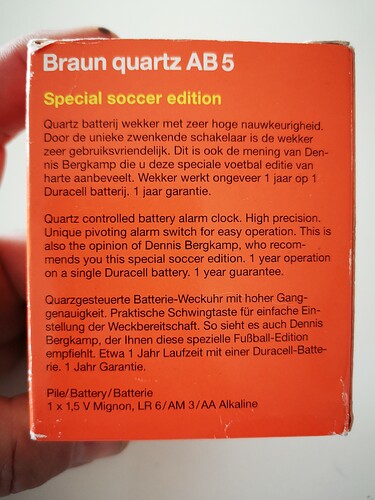 Braun quartz AB 5
Special soccer edition
Quartz batterij wekker met zeer hoge nauwkeurigheid.
Door de unieke zwenkende schakelaar is de wekker
zeer gebruiksvriendelijk. Dit is ook de mening van Den-
nis Bergkamp die u deze speciale voetbal editie van
harte aanbeveelt. Wekker werkt ongeveer 1 jaar op 1
Duracell batterij. 1 jaar garantie.
Quartz controlled battery alarm clock. High precision.
Unique pivoting alarm switch for easy operation. This is
also the opinion of Dennis Bergkamp, who recom-
mends you this special soccer edition. 1 year operation
on a single Duracell battery. 1 year guarantee.
Quarzgesteuerte Batterie-Weckuhr mit hoher Gang-
genauigkeit. Praktische Schwingtaste für einfache Ein-
stellung der Weckbereitschaft. So sieht es auch Dennis
Bergkamp, der Ihnen diese spezielle Fußball-Edition
empfiehlt. Etwa 1 Jahr Laufzeit mit einer Duracell-Batte-
rie. 1 Jahr Garantie.
Pile/Battery/Batterie
1 x 1,5 V Mignon, LR 6/AM 3/AA Alkaline